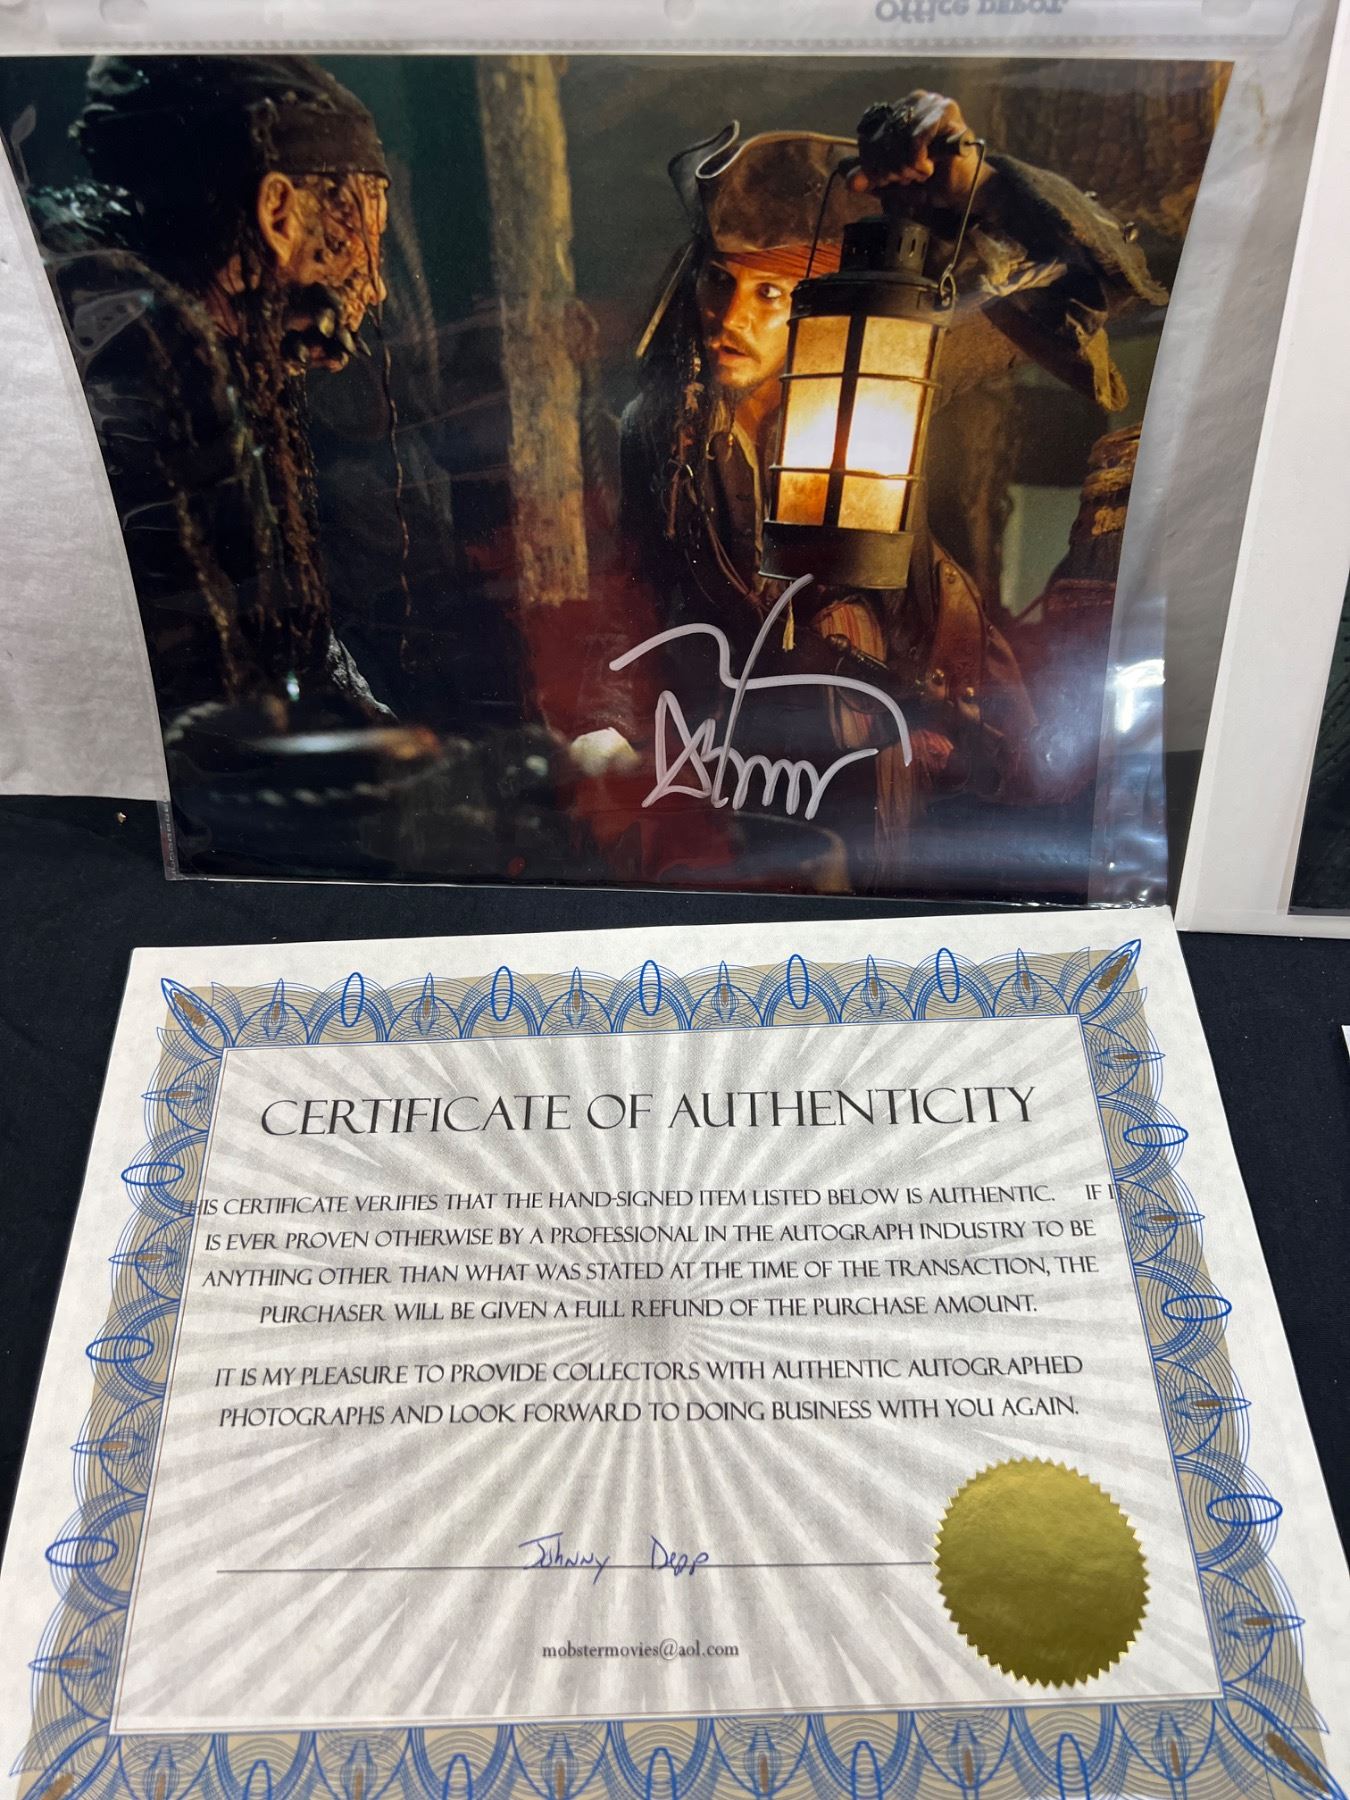 Office DEPOT.
CERTIFICATE OF AUTHENTICITY
THIS CERTIFICATE VERIFIES THAT THE HAND-SIGNED ITEM LISTED BELOW IS AUTHENTIC. IF IT
IS EVER PROVEN OTHERWISE BY A PROFESSIONAL IN THE AUTOGRAPH INDUSTRY TO BE
ANYTHING OTHER THAN WHAT WAS STATED AT THE TIME OF THE TRANSACTION, THE
PURCHASER WILL BE GIVEN A FULL REFUND OF THE PURCHASE AMOUNT.
IT IS MY PLEASURE TO PROVIDE COLLECTORS WITH AUTHENTIC AUTOGRAPHED
PHOTOGRAPHS AND LOOK FORWARD TO DOING BUSINESS WITH YOU AGAIN.
Johnny Depp
mobstermovies@aol.com